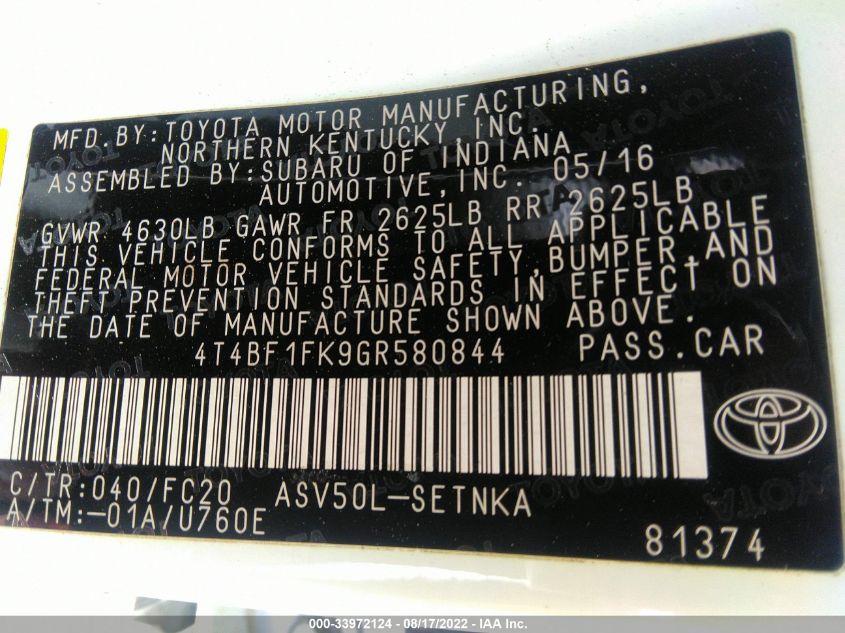 MFD.BY:TOYOTA MOTOR MANUFACTURING,
NORTHERN KENTUCKY, INC.
ASSEMBLED BY:SUBARU OF INDIANA
AUTOMOTIVE, INC. 05/16
GVWR 4630LB GAWR FR 2625LB RR 2625LB
THIS VEHICLE CONFORMS TO ALL APPLICABLE
FEDERAL MOTOR VEHICLE SAFETY,BUMPER,AND
THEFT PREVENTION STANDARDS IN EFFECT ON
THE DATE OF MANUFACTURE SHOWN ABOVE.
4T4BF1FK9GR580844 PASS.CAR
C/TR:040/FC20 ASV50L-SETNKA
A/TM:-01A/U760E
81374
000-33972124 - 08/17/2022 - IAA Inc.